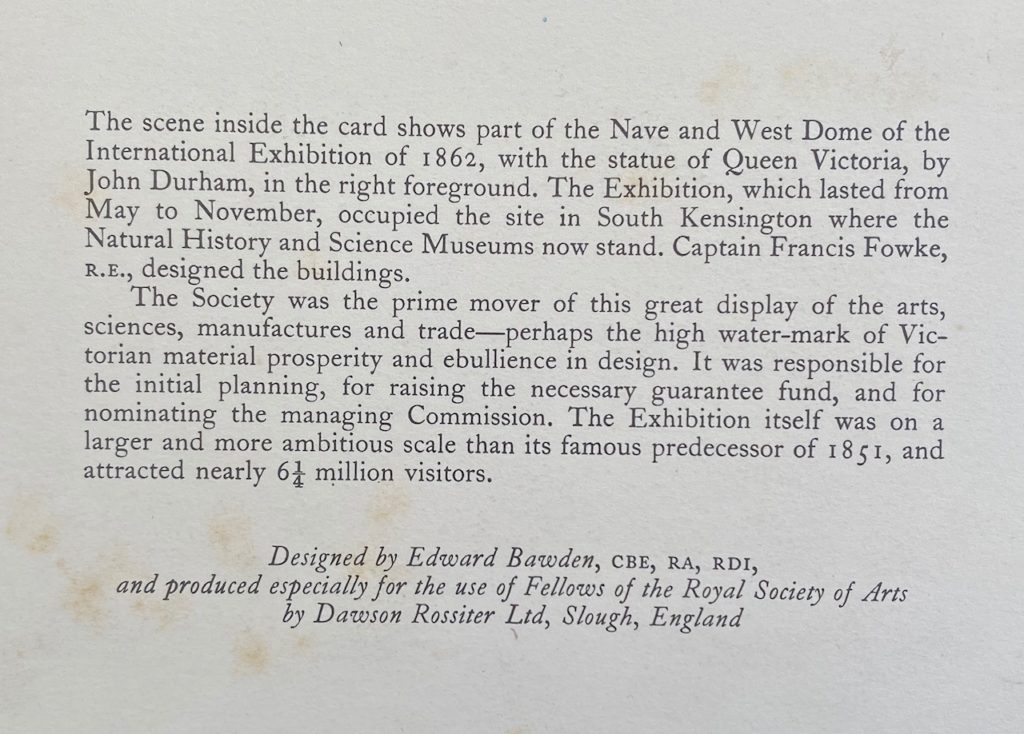 The scene inside the card shows part of the Nave and West Dome of the
International Exhibition of 1862, with the statue of Queen Victoria, by
John Durham, in the right foreground. The Exhibition, which lasted from
May to November, occupied the site in South Kensington where the
Natural History and Science Museums now stand. Captain Francis Fowke,
R.E., designed the buildings.
The Society was the prime mover of this great display of the arts,
sciences, manufactures and trade—perhaps the high water-mark of Vic-
torian material prosperity and ebullience in design. It was responsible for
the initial planning, for raising the necessary guarantee fund, and for
nominating the managing Commission. The Exhibition itself was on a
larger and more ambitious scale than its famous predecessor of 1851, and
attracted nearly 6¼ million visitors.
Designed by Edward Bawden, CBE, RA, RDI,
and produced especially for the use of Fellows of the Royal Society of Arts
by Dawson Rossiter Ltd, Slough, England